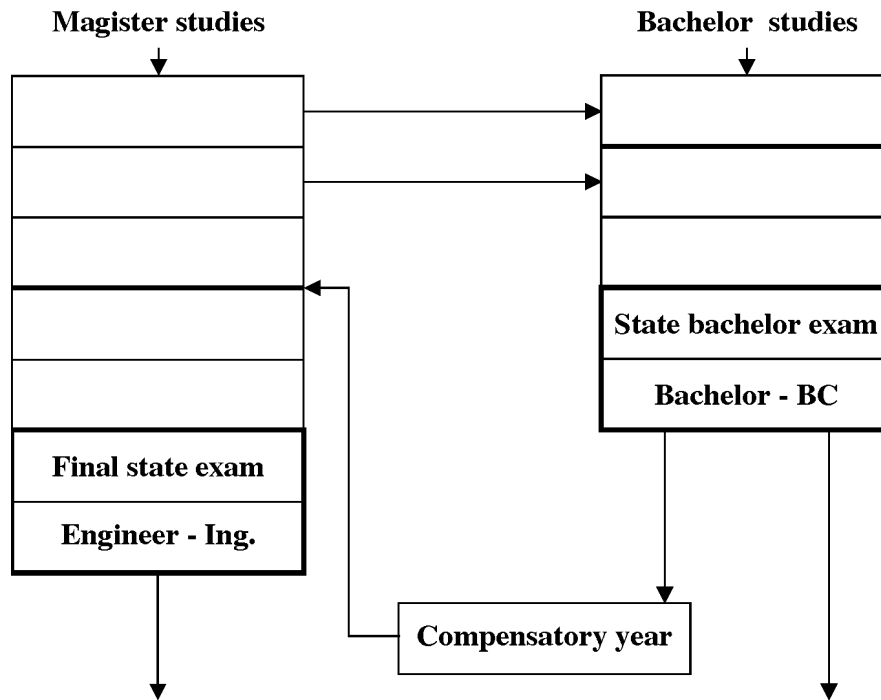 Magister studies
Bachelor studies
State bachelor exam
Bachelor - BC
Final state exam
Engineer - Ing.
Compensatory year